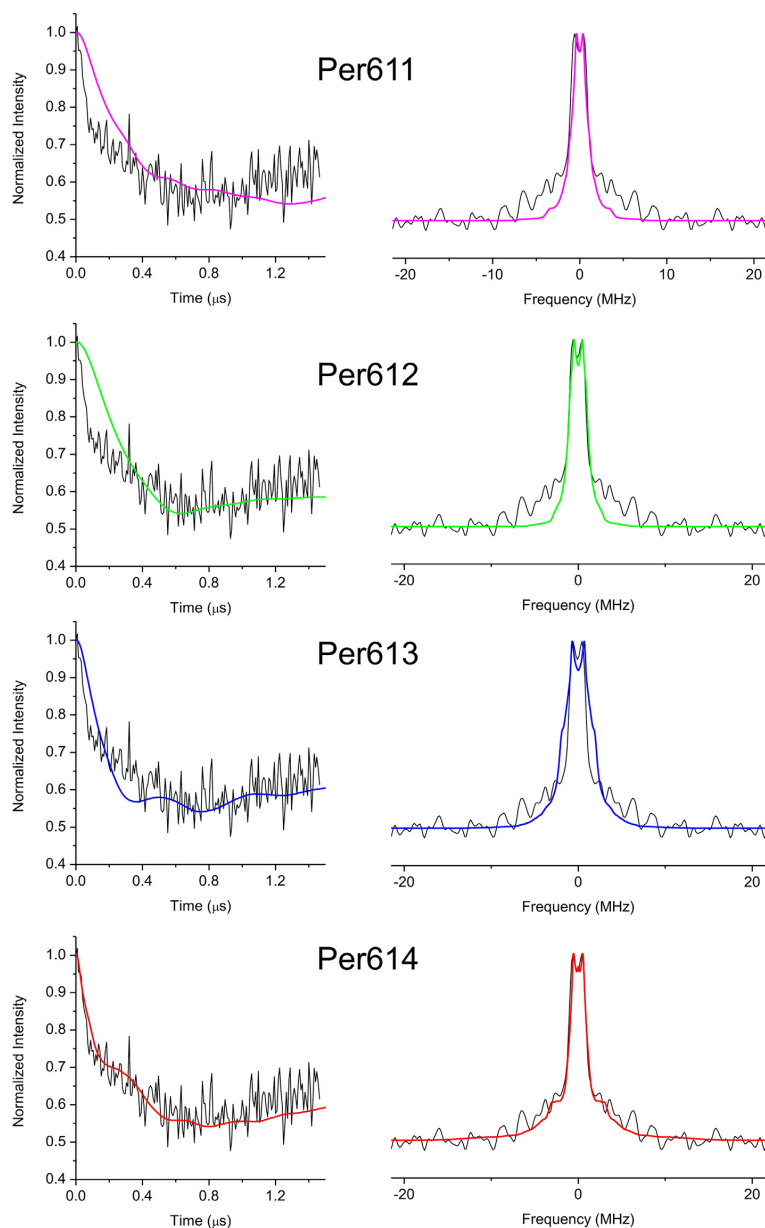 Per611
Normalized Intensity
1.0
0.9
0.8
0.7
0.6
0.5
0.4
0.0 0.4 0.8 1.2
Time (μs)
-20 -10 0 10 20
Frequency (MHz)
Per612
Normalized Intensity
1.0
0.9
0.8
0.7
0.6
0.5
0.4
0.0 0.4 0.8 1.2
Time (μs)
-20 0 20
Frequency (MHz)
Per613
Normalized Intensity
1.0
0.9
0.8
0.7
0.6
0.5
0.4
0.0 0.4 0.8 1.2
Time (μs)
-20 0 20
Frequency (MHz)
Per614
Normalized Intensity
1.0
0.9
0.8
0.7
0.6
0.5
0.4
0.0 0.4 0.8 1.2
Time (μs)
-20 0 20
Frequency (MHz)